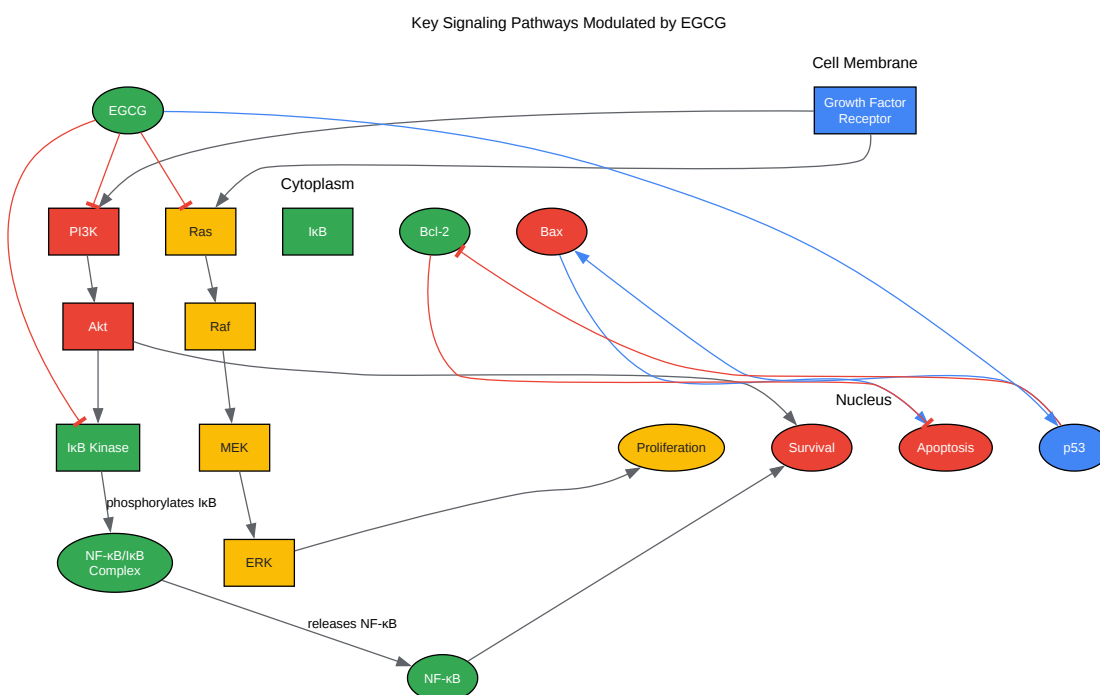 Key Signaling Pathways Modulated by EGCG
Cell Membrane
EGCG
Growth Factor
Receptor
Cytoplasm
PI3K
Ras
IκB
Bcl-2
Bax
Akt
Raf
Nucleus
IκB Kinase
MEK
Proliferation
Survival
Apoptosis
p53
phosphorylates IκB
NF-κB/IκB
Complex
ERK
releases NF-κB
NF-κB